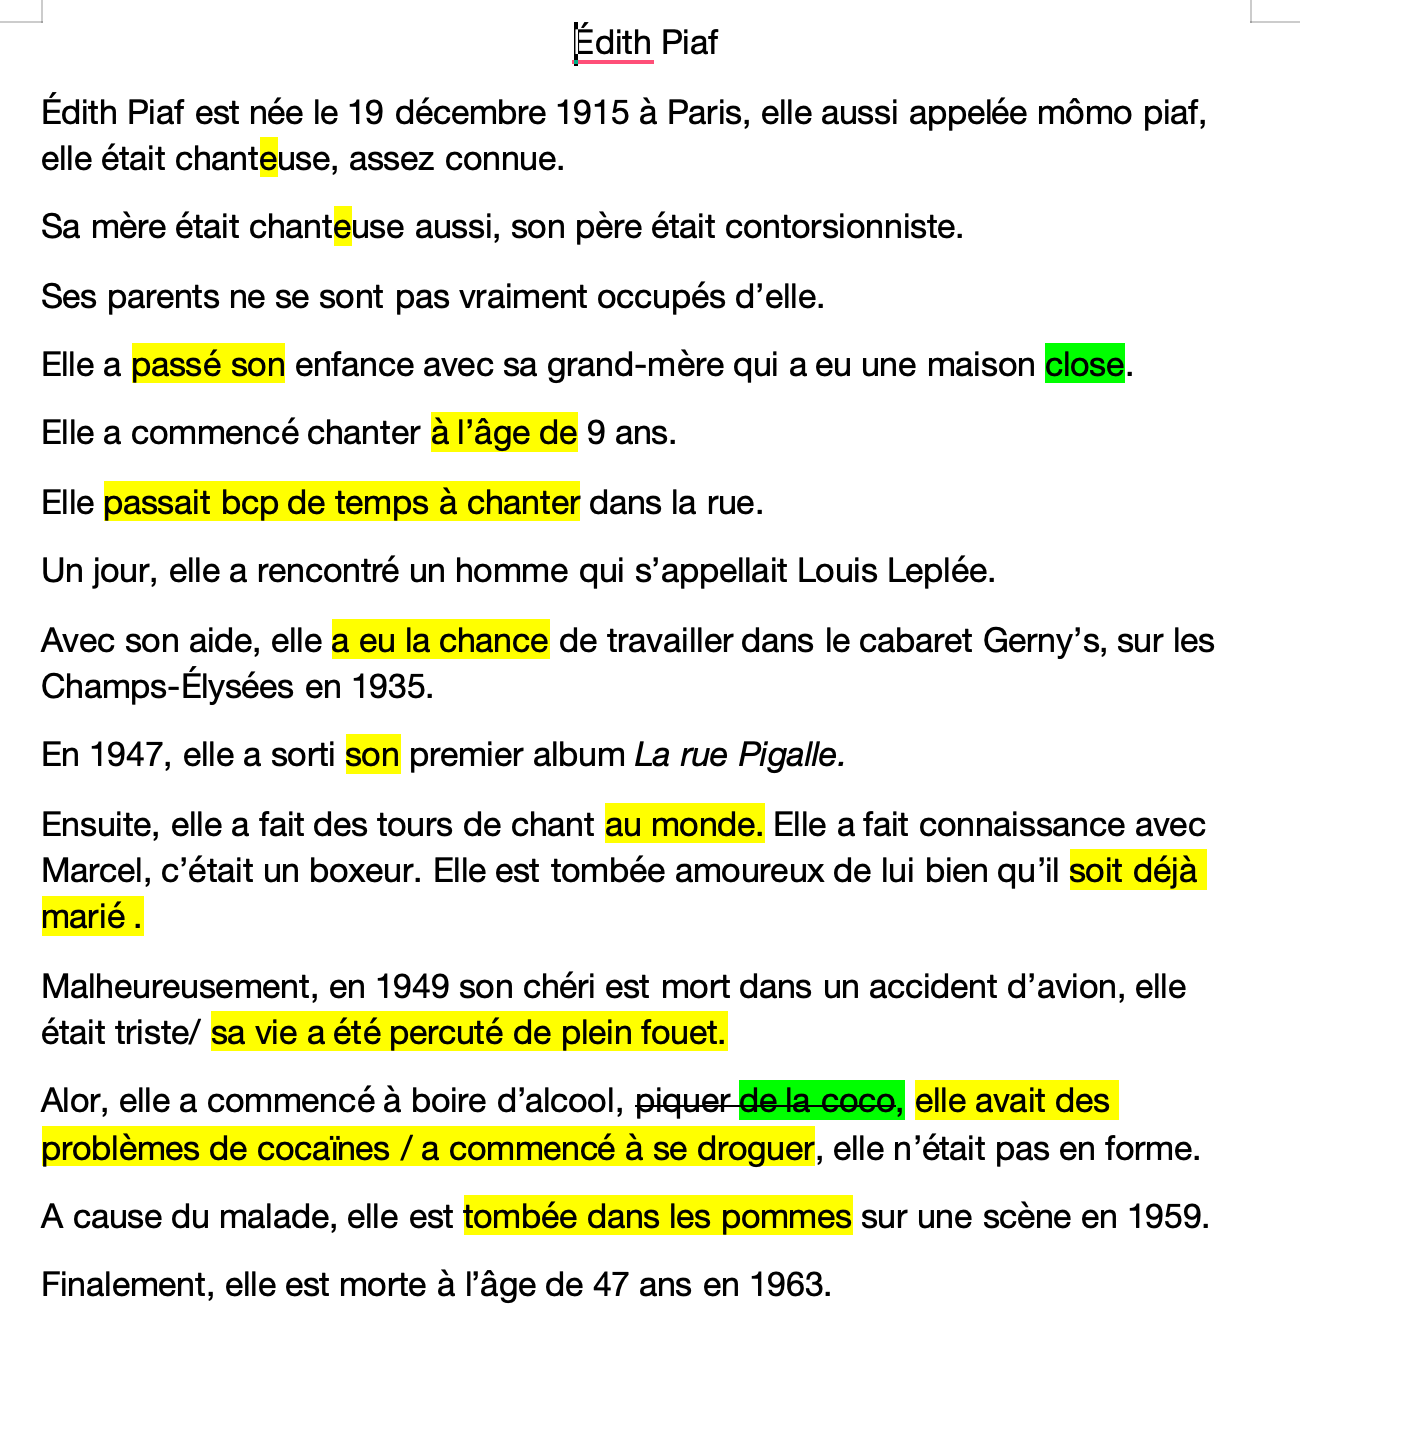 Édith Piaf
Édith Piaf est née le 19 décembre 1915 à Paris, elle aussi appelée mômo piaf,
elle était chanteuse, assez connue.
Sa mère était chanteuse aussi, son père était contorsionniste.
Ses parents ne se sont pas vraiment occupés d’elle.
Elle a passé son enfance avec sa grand-mère qui a eu une maison close.
Elle a commencé chanter à l’âge de 9 ans.
Elle passait bcp de temps à chanter dans la rue.
Un jour, elle a rencontré un homme qui s’appellait Louis Leplée.
Avec son aide, elle a eu la chance de travailler dans le cabaret Gerny’s, sur les
Champs-Élysées en 1935.
En 1947, elle a sorti son premier album La rue Pigalle.
Ensuite, elle a fait des tours de chant au monde. Elle a fait connaissance avec
Marcel, c’était un boxeur. Elle est tombée amoureux de lui bien qu’il soit déjà
marié .
Malheureusement, en 1949 son chéri est mort dans un accident d’avion, elle
était triste/ sa vie a été percuté de plein fouet.
Alor, elle a commencé à boire d’alcool, piquer de la coco, elle avait des
problèmes de cocaïnes / a commencé à se droguer, elle n’était pas en forme.
A cause du malade, elle est tombée dans les pommes sur une scène en 1959.
Finalement, elle est morte à l’âge de 47 ans en 1963.